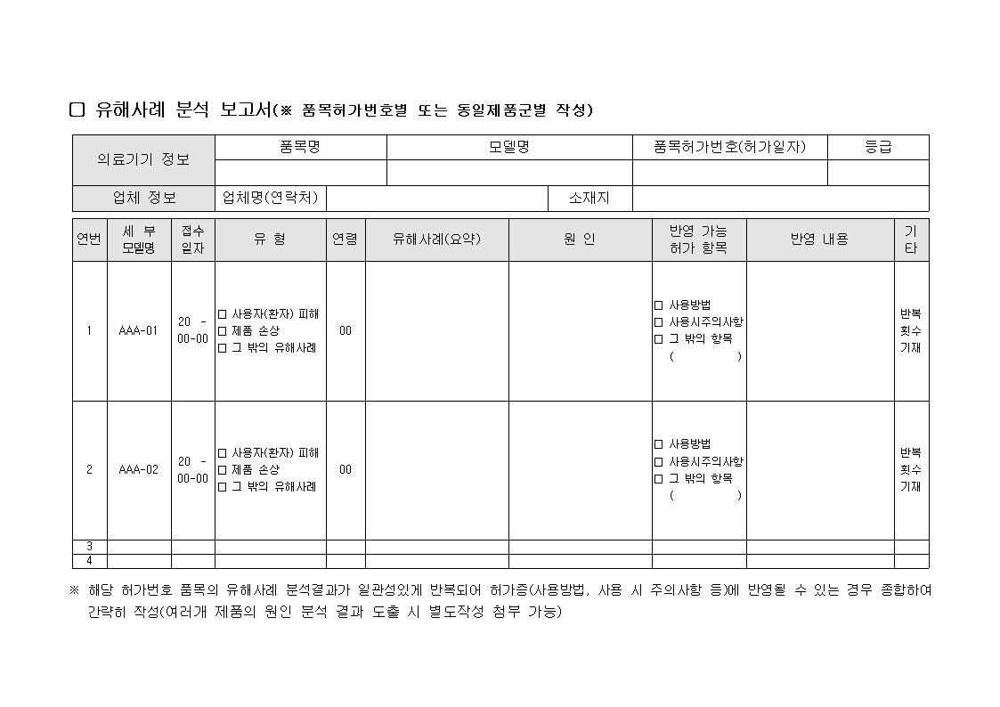 □ 유해사례 분석 보고서(※ 품목허가번호별 또는 동일제품군별 작성)
의료기기 정보 품목명 모델명 품목허가번호(허가일자) 등급
업체 정보 업체명(연락처) 소재지
연번 세 부 모델명 접수 일자 유 형 연령 유해사례(요약) 원 인 반영 가능 허가 항목 반영 내용 기 타
1 AAA-01 20 - 00-00 □ 사용자(환자) 피해 □ 제품 손상 □ 그 밖의 유해사례 00 □ 사용방법 □ 사용시주의사항 □ 그 밖의 항목 ( ) 반복 횟수 기재
2 AAA-02 20 - 00-00 □ 사용자(환자) 피해 □ 제품 손상 □ 그 밖의 유해사례 00 □ 사용방법 □ 사용시주의사항 □ 그 밖의 항목 ( ) 반복 횟수 기재
3
4
※ 해당 허가번호 품목의 유해사례 분석결과가 일관성있게 반복되어 허가증(사용방법, 사용 시 주의사항 등)에 반영될 수 있는 경우 종합하여
간략히 작성(여러개 제품의 원인 분석 결과 도출 시 별도작성 첨부 가능)